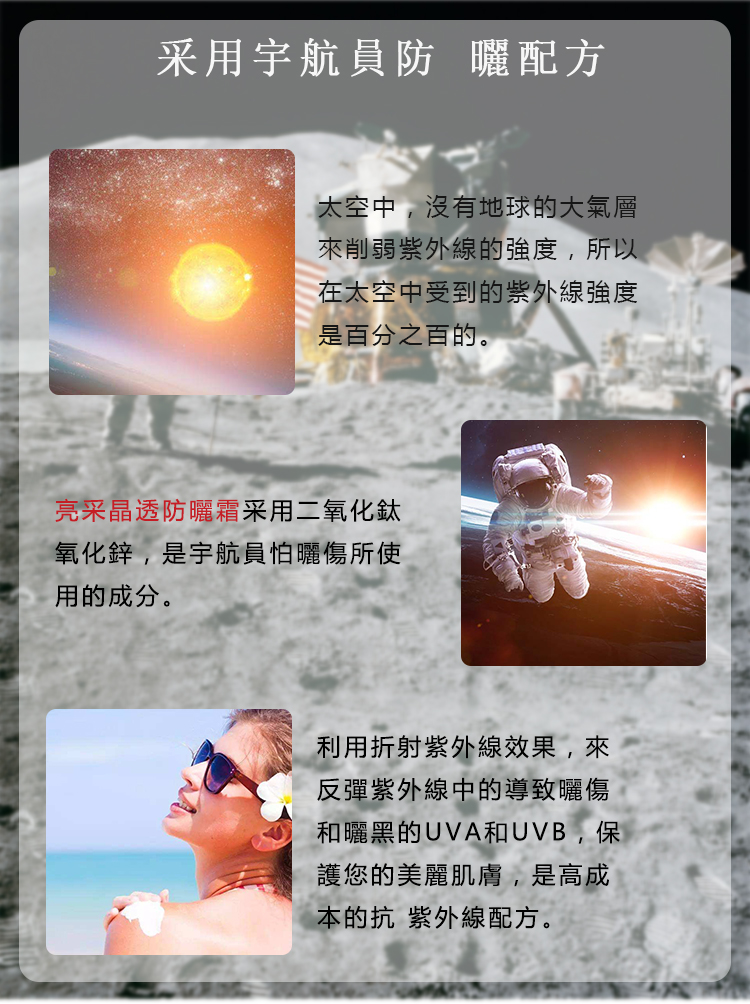 采用宇航員防 曬配方
太空中，沒有地球的大氣層
來削弱紫外線的強度，所以
在太空中受到的紫外線強度
是百分之百的。
亮采晶透防曬霜采用二氧化鈦
氧化鋅，是宇航員怕曬傷所使
用的成分。
利用折射紫外線效果，來
反彈紫外線中的導致曬傷
和曬黑的UVA和UVB，保
護您的美麗肌膚，是高成
本的抗 紫外線配方。